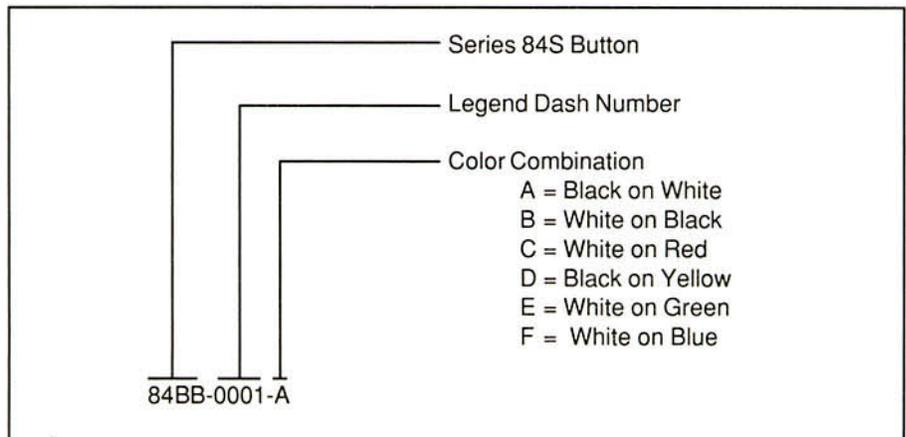 Series 84S Button
Legend Dash Number
Color Combination
A = Black on White
B = White on Black
C = White on Red
D = Black on Yellow
E = White on Green
F = White on Blue
84BB-0001-A